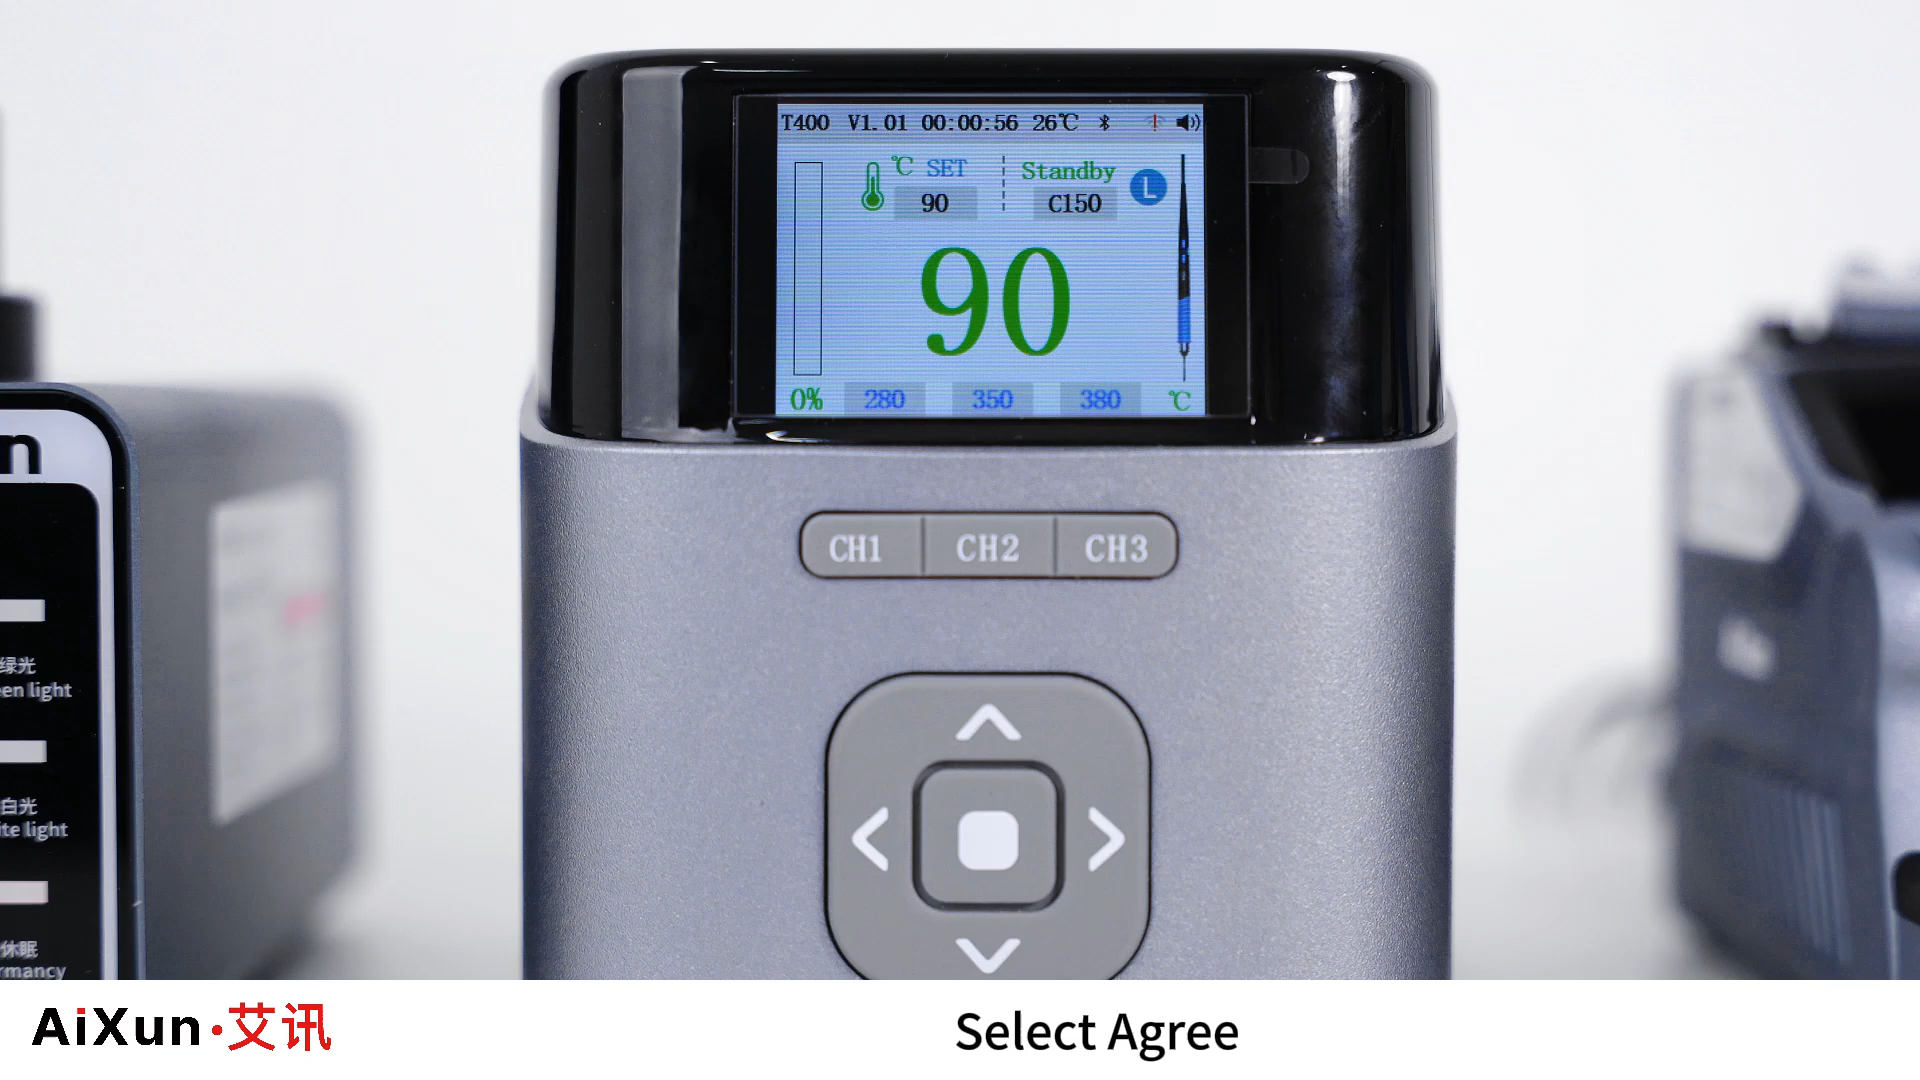 T400 V1.01 00:00:56 26℃
℃ SET
90
Standby
C150
L
90
0% 280 350 380 ℃
CH1 CH2 CH3
n
绿光
en light
白光
ite light
休眠
rmancy
AiXun·艾讯
Select Agree